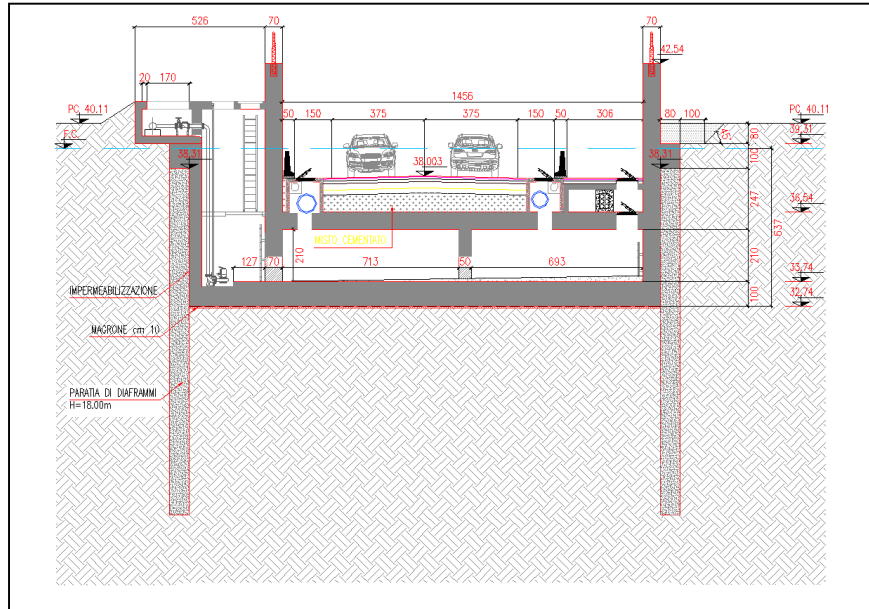 526
70
70
42.54
20 170
1456
80 100
PC 40.11
50 150 375 375 150 50 306
PC 40.11
F.C.
39.31
80
45°
38.31
38.003
38.31
100
247
36.54
637
MISTO CEMENTATO
210
210
127 70 713 50 693
33.74
IMPERMEABILIZZAZIONE
100
32.74
MAGRONE cm 10
PARATIA DI DIAFRAMMI
H=18.00m